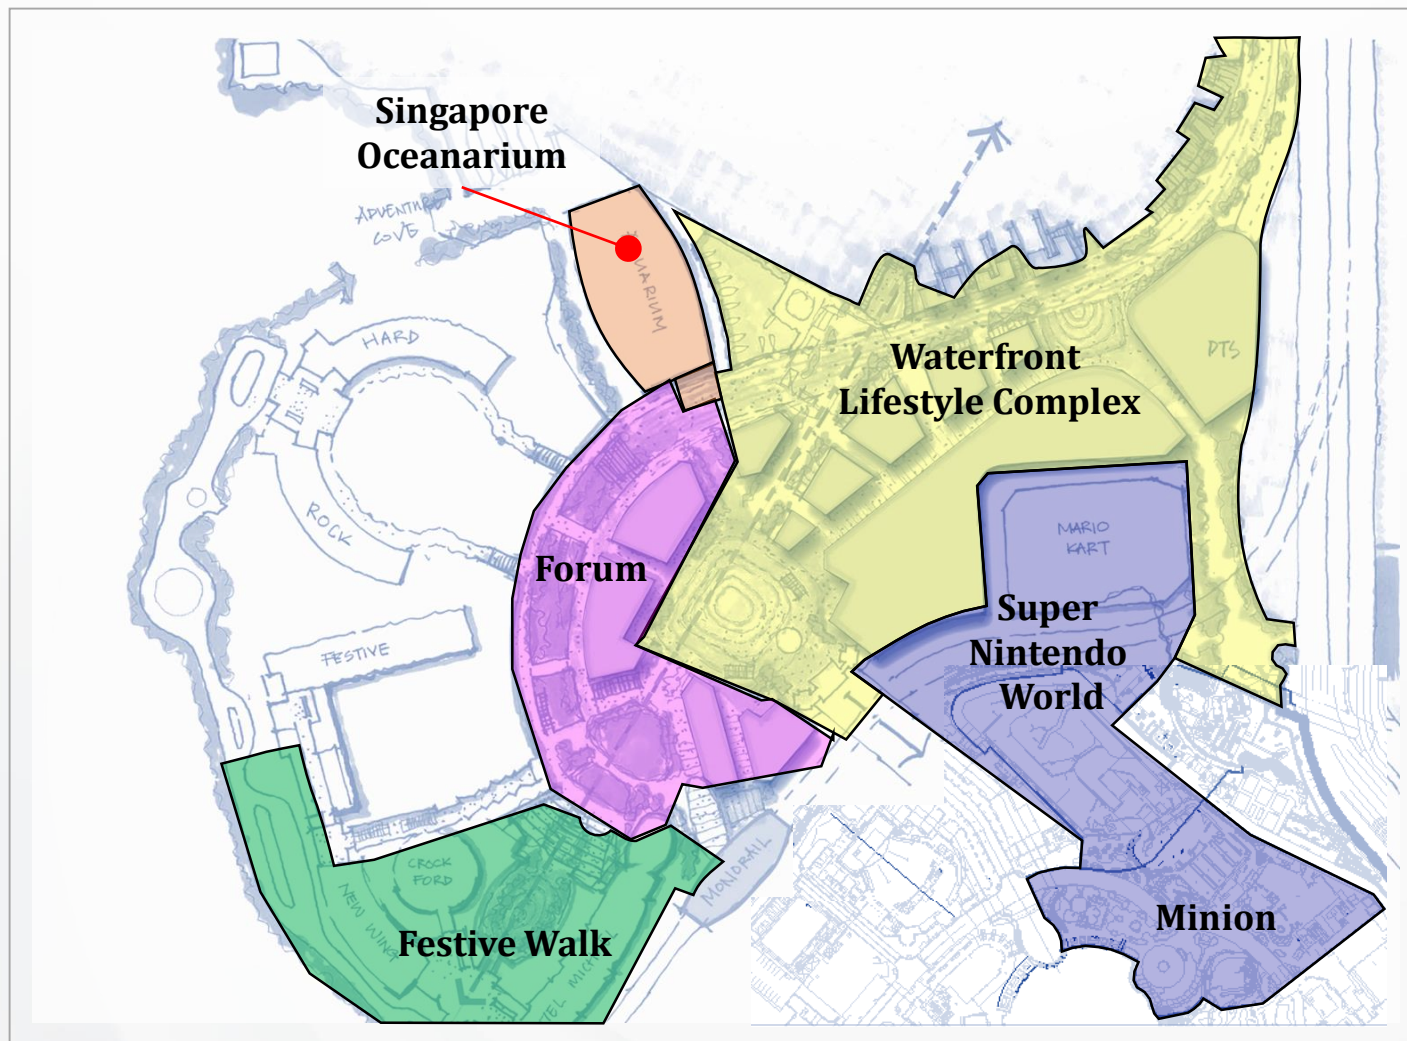 Singapore
Oceanarium
ADVENTURE
COVE
HARD
ROCK
FESTIVE
Waterfront
Lifestyle Complex
DTS
MARIO
KART
Forum
Super
Nintendo
World
Minion
CROCK
FORD
NEW WING
Festive Walk
MONORAIL